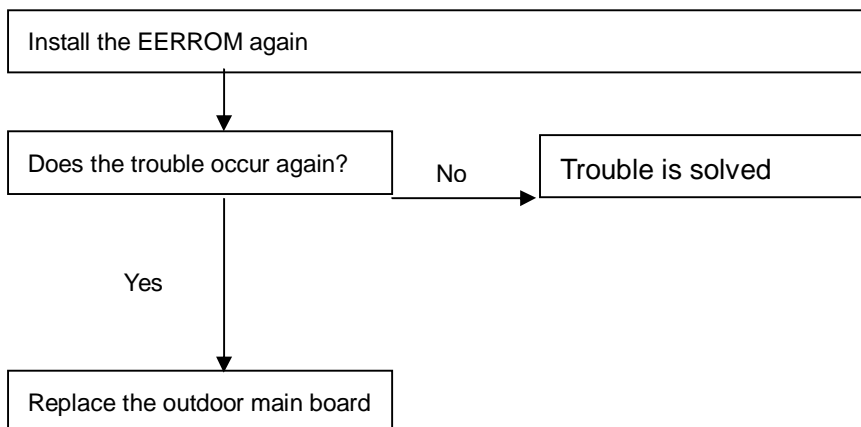 Install the EERROM again
Does the trouble occur again?
No
Trouble is solved
Yes
Replace the outdoor main board